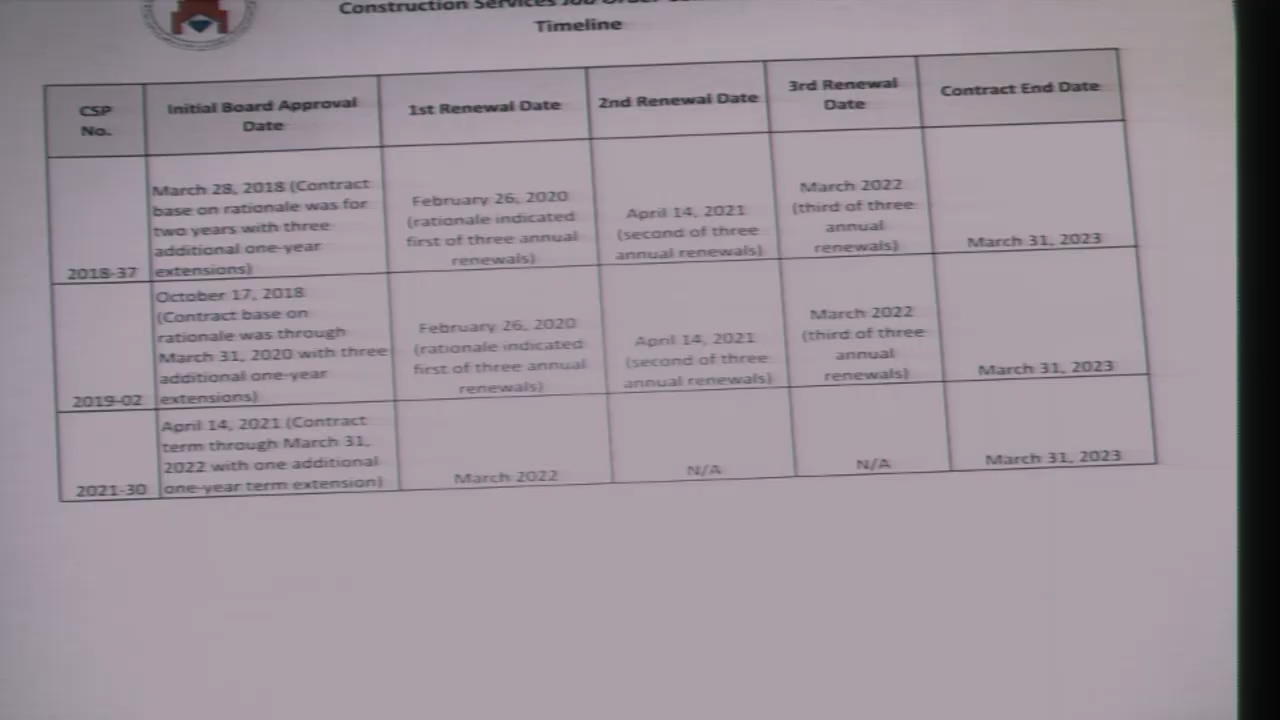 Construction Services Job Order
Timeline
CSP
No.
Initial Board Approval
Date
1st Renewal Date
2nd Renewal Date
3rd Renewal
Date
Contract End Date
2018-37
March 28, 2018 (Contract
base on rationale was for
two years with three
additional one-year
extensions)
February 26, 2020
(rationale indicated
first of three annual
renewals)
April 14, 2021
(second of three
annual renewals)
March 2022
(third of three
annual
renewals)
March 31, 2023
2019-02
October 17, 2018
(Contract base on
rationale was through
March 31, 2020 with three
additional one-year
extensions)
February 26, 2020
(rationale indicated
first of three annual
renewals)
April 14, 2021
(second of three
annual renewals)
March 2022
(third of three
annual
renewals)
March 31, 2023
2021-30
April 14, 2021 (Contract
term through March 31,
2022 with one additional
one-year term extension)
March 2022
N/A
N/A
March 31, 2023